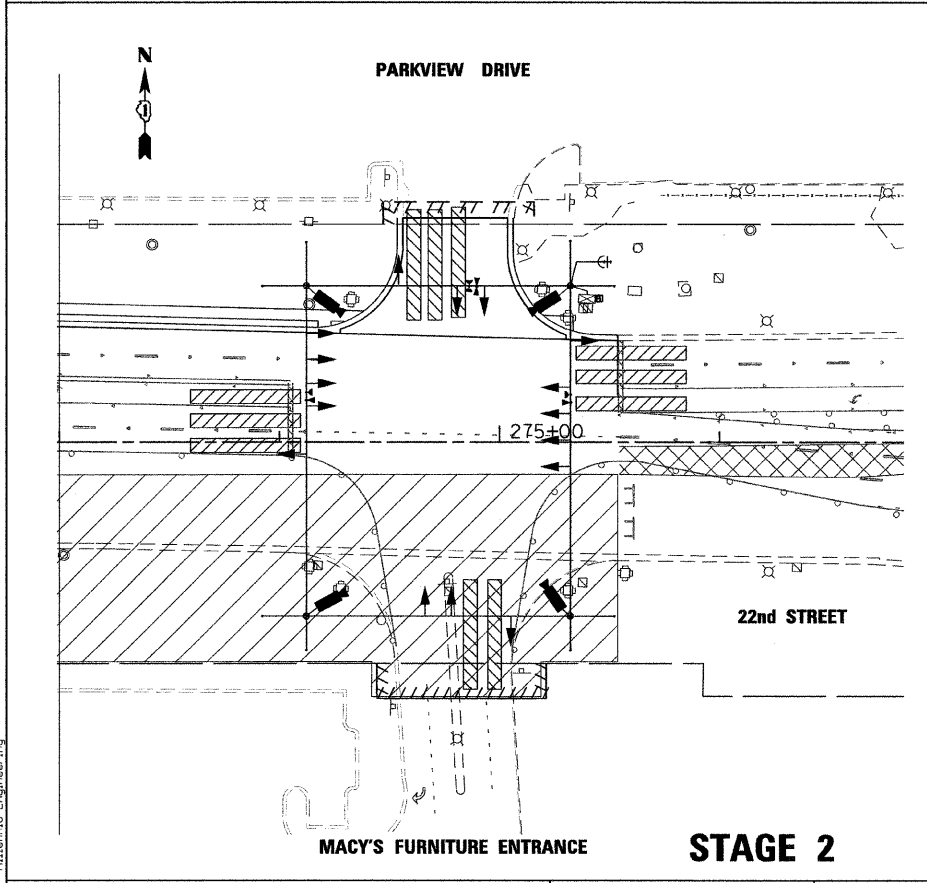 N
PARKVIEW DRIVE
275+00
22nd STREET
MACY'S FURNITURE ENTRANCE
STAGE 2